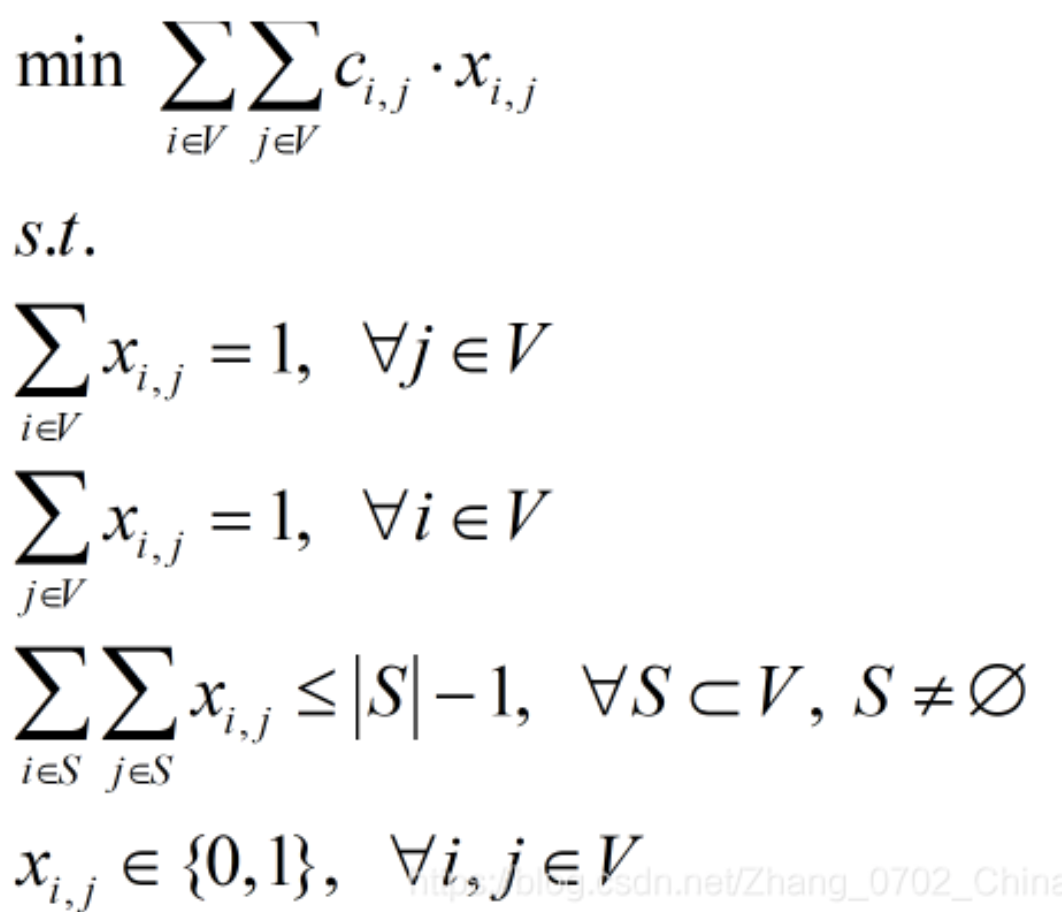 min ∑_{i∈V} ∑_{j∈V} c_{i,j} · x_{i,j}
s.t.
∑_{i∈V} x_{i,j} = 1, ∀j ∈ V
∑_{j∈V} x_{i,j} = 1, ∀i ∈ V
∑_{i∈S} ∑_{j∈S} x_{i,j} ≤ |S| − 1, ∀S ⊂ V, S ≠ ∅
x_{i,j} ∈ {0,1}, ∀i, j ∈ V
https://blog.csdn.net/Zhang_0702_China